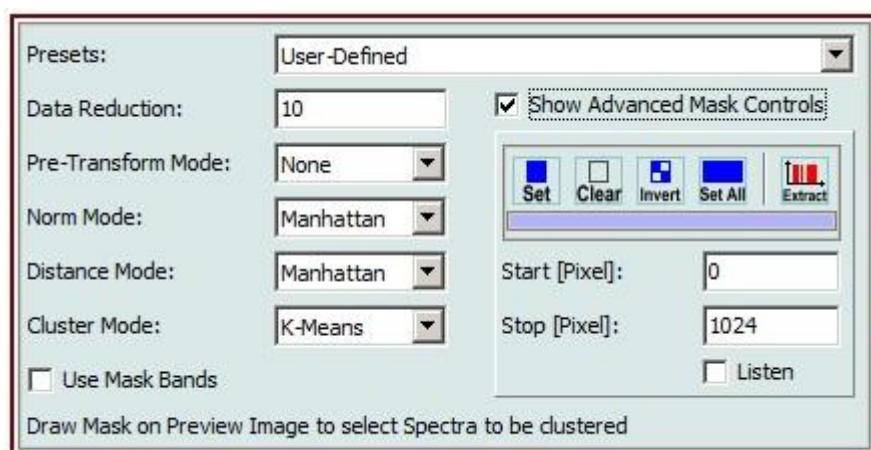 Presets: User-Defined
Data Reduction: 10 Show Advanced Mask Controls
Pre-Transform Mode: None
Set Clear Invert Set All Extract
Norm Mode: Manhattan
Distance Mode: Manhattan Start [Pixel]: 0
Cluster Mode: K-Means Stop [Pixel]: 1024
Use Mask Bands Listen
Draw Mask on Preview Image to select Spectra to be clustered